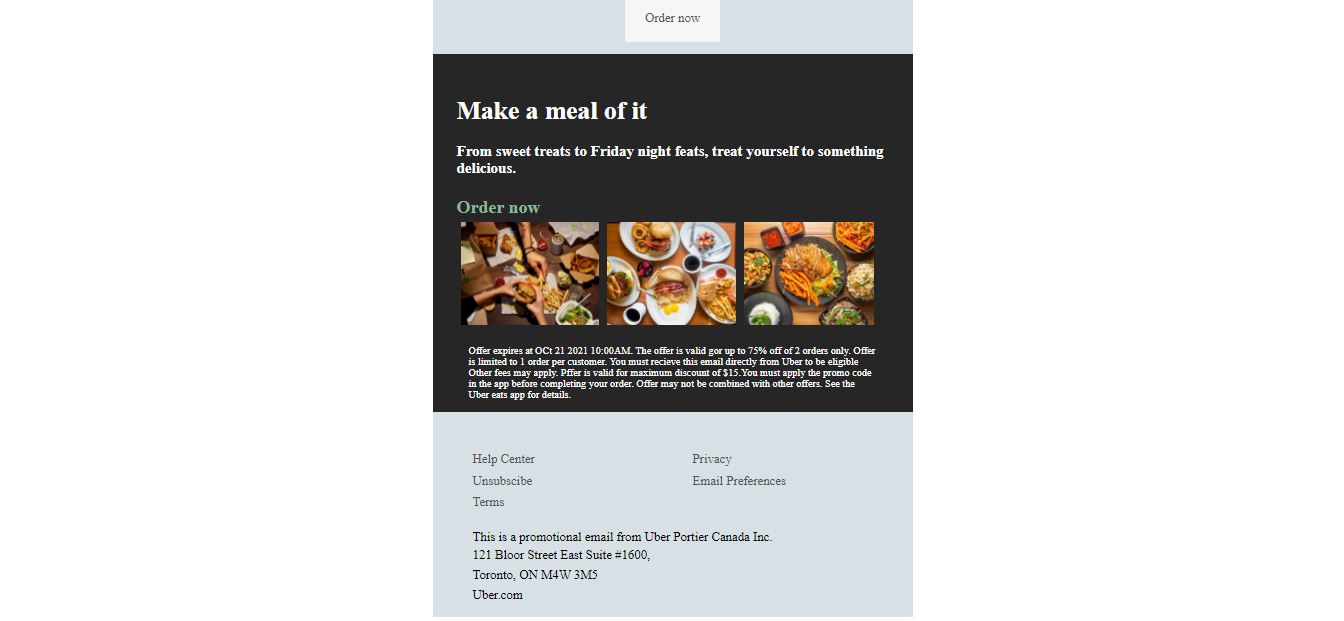 Order now
Make a meal of it
From sweet treats to Friday night feats, treat yourself to something
delicious.
Order now
Offer expires at OCt 21 2021 10:00AM. The offer is valid gor up to 75% off of 2 orders only. Offer
is limited to 1 order per customer. You must recieve this email directly from Uber to be eligible
Other fees may apply. Pffer is valid for maximum discount of $15.You must apply the promo code
in the app before completing your order. Offer may not be combined with other offers. See the
Uber eats app for details.
Help Center
Privacy
Unsubscibe
Email Preferences
Terms
This is a promotional email from Uber Portier Canada Inc.
121 Bloor Street East Suite #1600,
Toronto, ON M4W 3M5
Uber.com